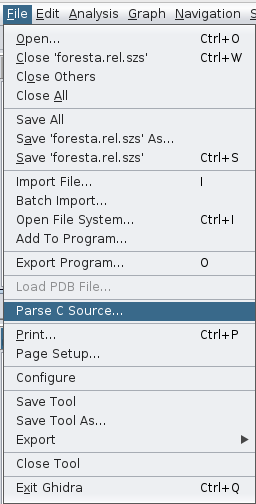 File Edit Analysis Graph Navigation S
Open... Ctrl+O
Close 'foresta.rel.szs' Ctrl+W
Close Others
Close All
Save All
Save 'foresta.rel.szs' As...
Save 'foresta.rel.szs' Ctrl+S
Import File... I
Batch Import...
Open File System... Ctrl+I
Add To Program...
Export Program... O
Load PDB File...
Parse C Source...
Print... Ctrl+P
Page Setup...
Configure
Save Tool
Save Tool As...
Export
Close Tool
Exit Ghidra Ctrl+Q